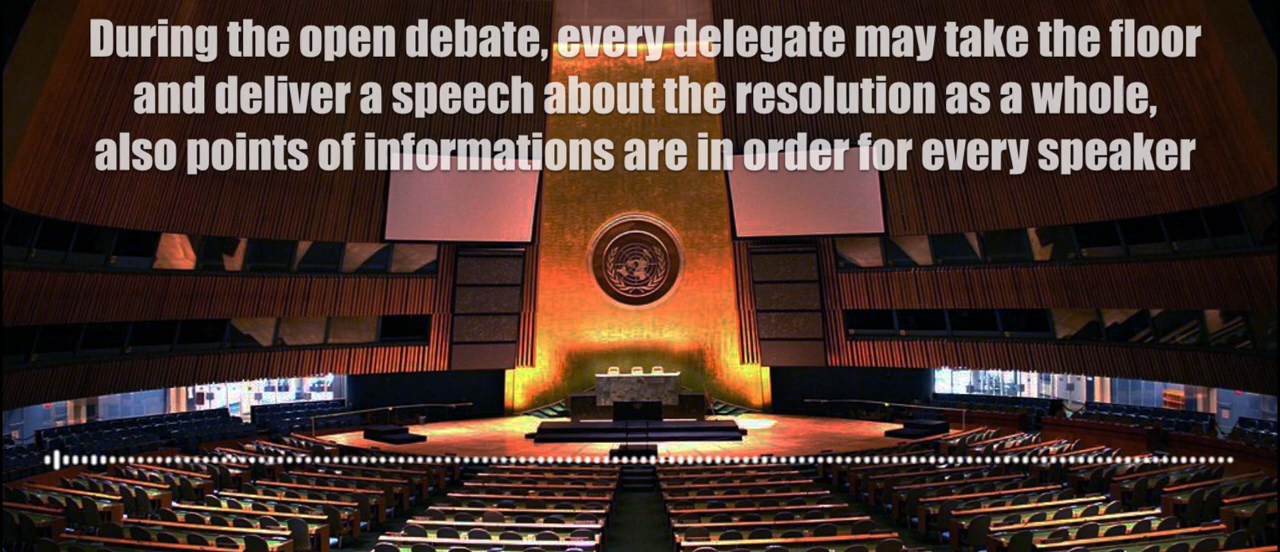 During the open debate, every delegate may take the floor
and deliver a speech about the resolution as a whole,
also points of informations are in order for every speaker